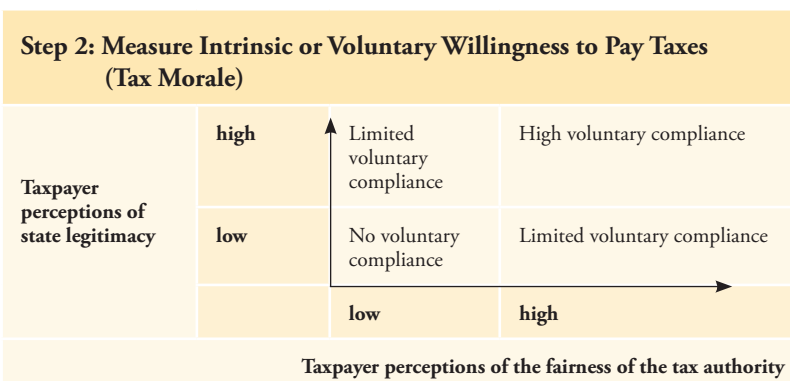 Step 2: Measure Intrinsic or Voluntary Willingness to Pay Taxes
(Tax Morale)
Taxpayer
perceptions of
state legitimacy
high
Limited
voluntary
compliance
High voluntary compliance
low
No voluntary
compliance
Limited voluntary compliance
low
high
Taxpayer perceptions of the fairness of the tax authority